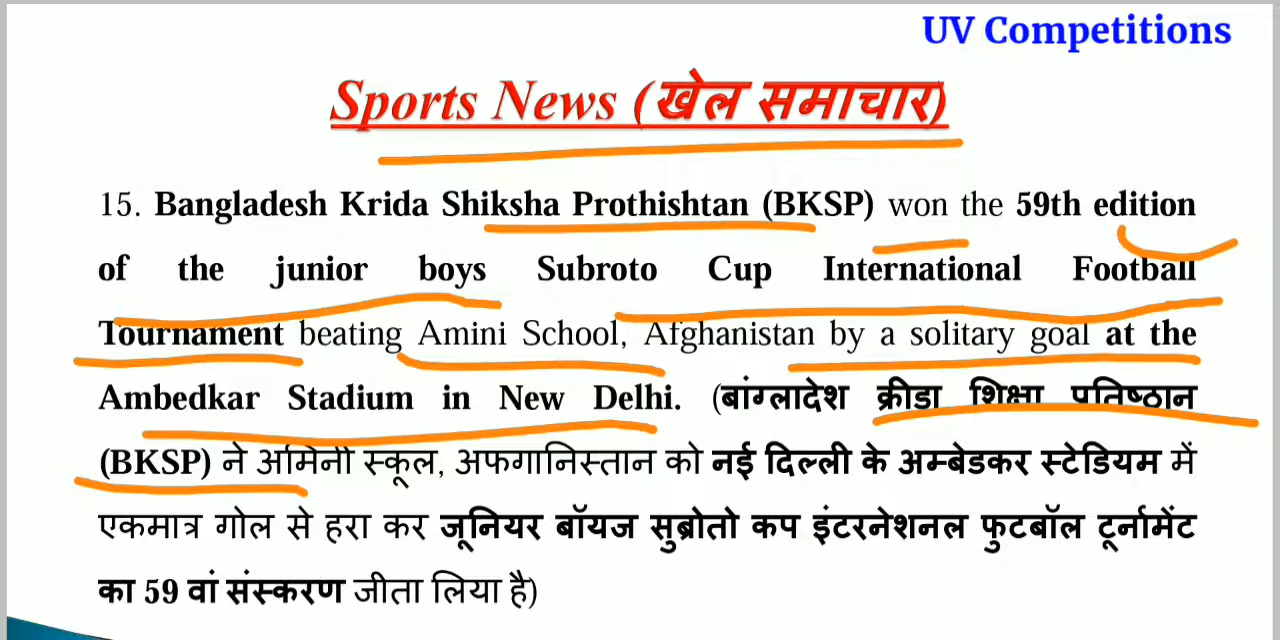 UV Competitions
Sports News (खेल समाचार)
15. Bangladesh Krida Shiksha Prothishtan (BKSP) won the 59th edition
of the junior boys Subroto Cup International Football
Tournament beating Amini School, Afghanistan by a solitary goal at the
Ambedkar Stadium in New Delhi. (बांग्लादेश क्रीडा शिक्षा प्रतिष्ठान
(BKSP) ने अमिनी स्कूल, अफगानिस्तान को नई दिल्ली के अम्बेडकर स्टेडियम में
एकमात्र गोल से हरा कर जूनियर बॉयज सुब्रोतो कप इंटरनेशनल फुटबॉल टूर्नामेंट
का 59 वां संस्करण जीता लिया है)